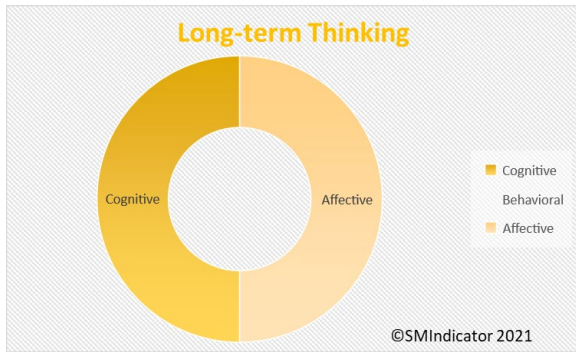 Long-term Thinking
Cognitive
Affective
Cognitive
Behavioral
Affective
©SMIndicator 2021